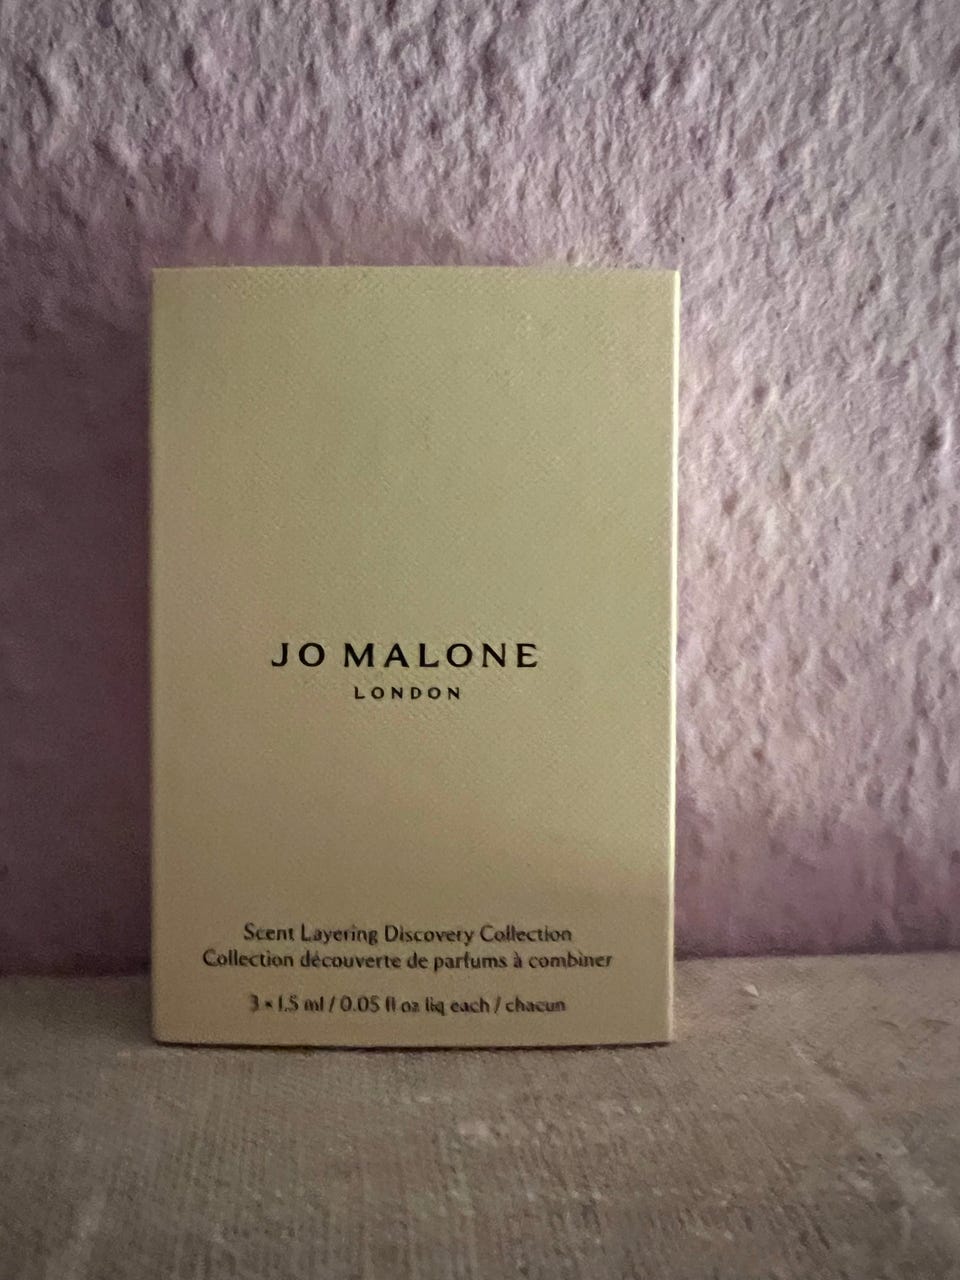 JO MALONE
LONDON
Scent Layering Discovery Collection
Collection découverte de parfums à combiner
3 × 1.5 ml / 0.05 fl oz liq each / chacun